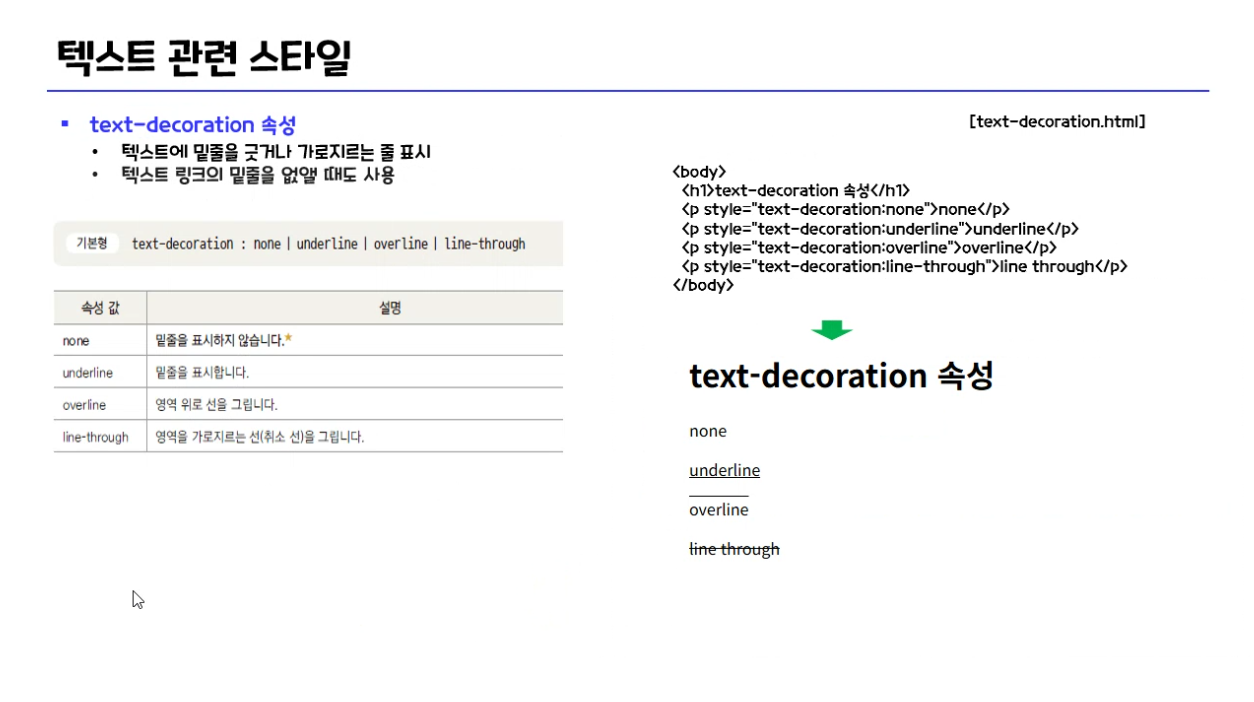 텍스트 관련 스타일
▪ text-decoration 속성
• 텍스트에 밑줄을 긋거나 가로지르는 줄 표시
• 텍스트 링크의 밑줄을 없앨 때도 사용
기본형 text-decoration : none | underline | overline | line-through
속성 값 설명
none 밑줄을 표시하지 않습니다.*
underline 밑줄을 표시합니다.
overline 영역 위로 선을 그립니다.
line-through 영역을 가로지르는 선(취소 선)을 그립니다.
[text-decoration.html]
<body>
<h1>text-decoration 속성</h1>
<p style="text-decoration:none">none</p>
<p style="text-decoration:underline">underline</p>
<p style="text-decoration:overline">overline</p>
<p style="text-decoration:line-through">line through</p>
</body>
text-decoration 속성
none
underline
overline
line through